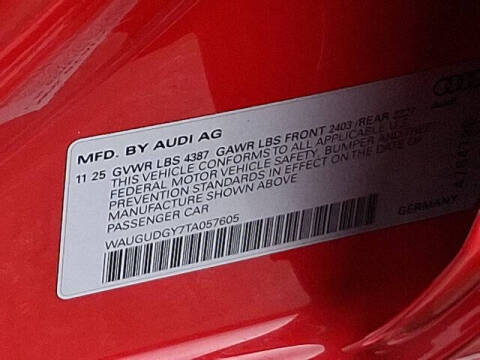 MFD. BY AUDI AG
11 25 GVWR LBS 4387 GAWR LBS FRONT 2403 /REAR
THIS VEHICLE CONFORMS TO ALL APPLICABLE U.S.
FEDERAL MOTOR VEHICLE SAFETY, BUMPER, AND THEFT
PREVENTION STANDARDS IN EFFECT ON THE DATE OF
MANUFACTURE SHOWN ABOVE
PASSENGER CAR
WAUGUDGY7TA057605
GERMANY
Audi